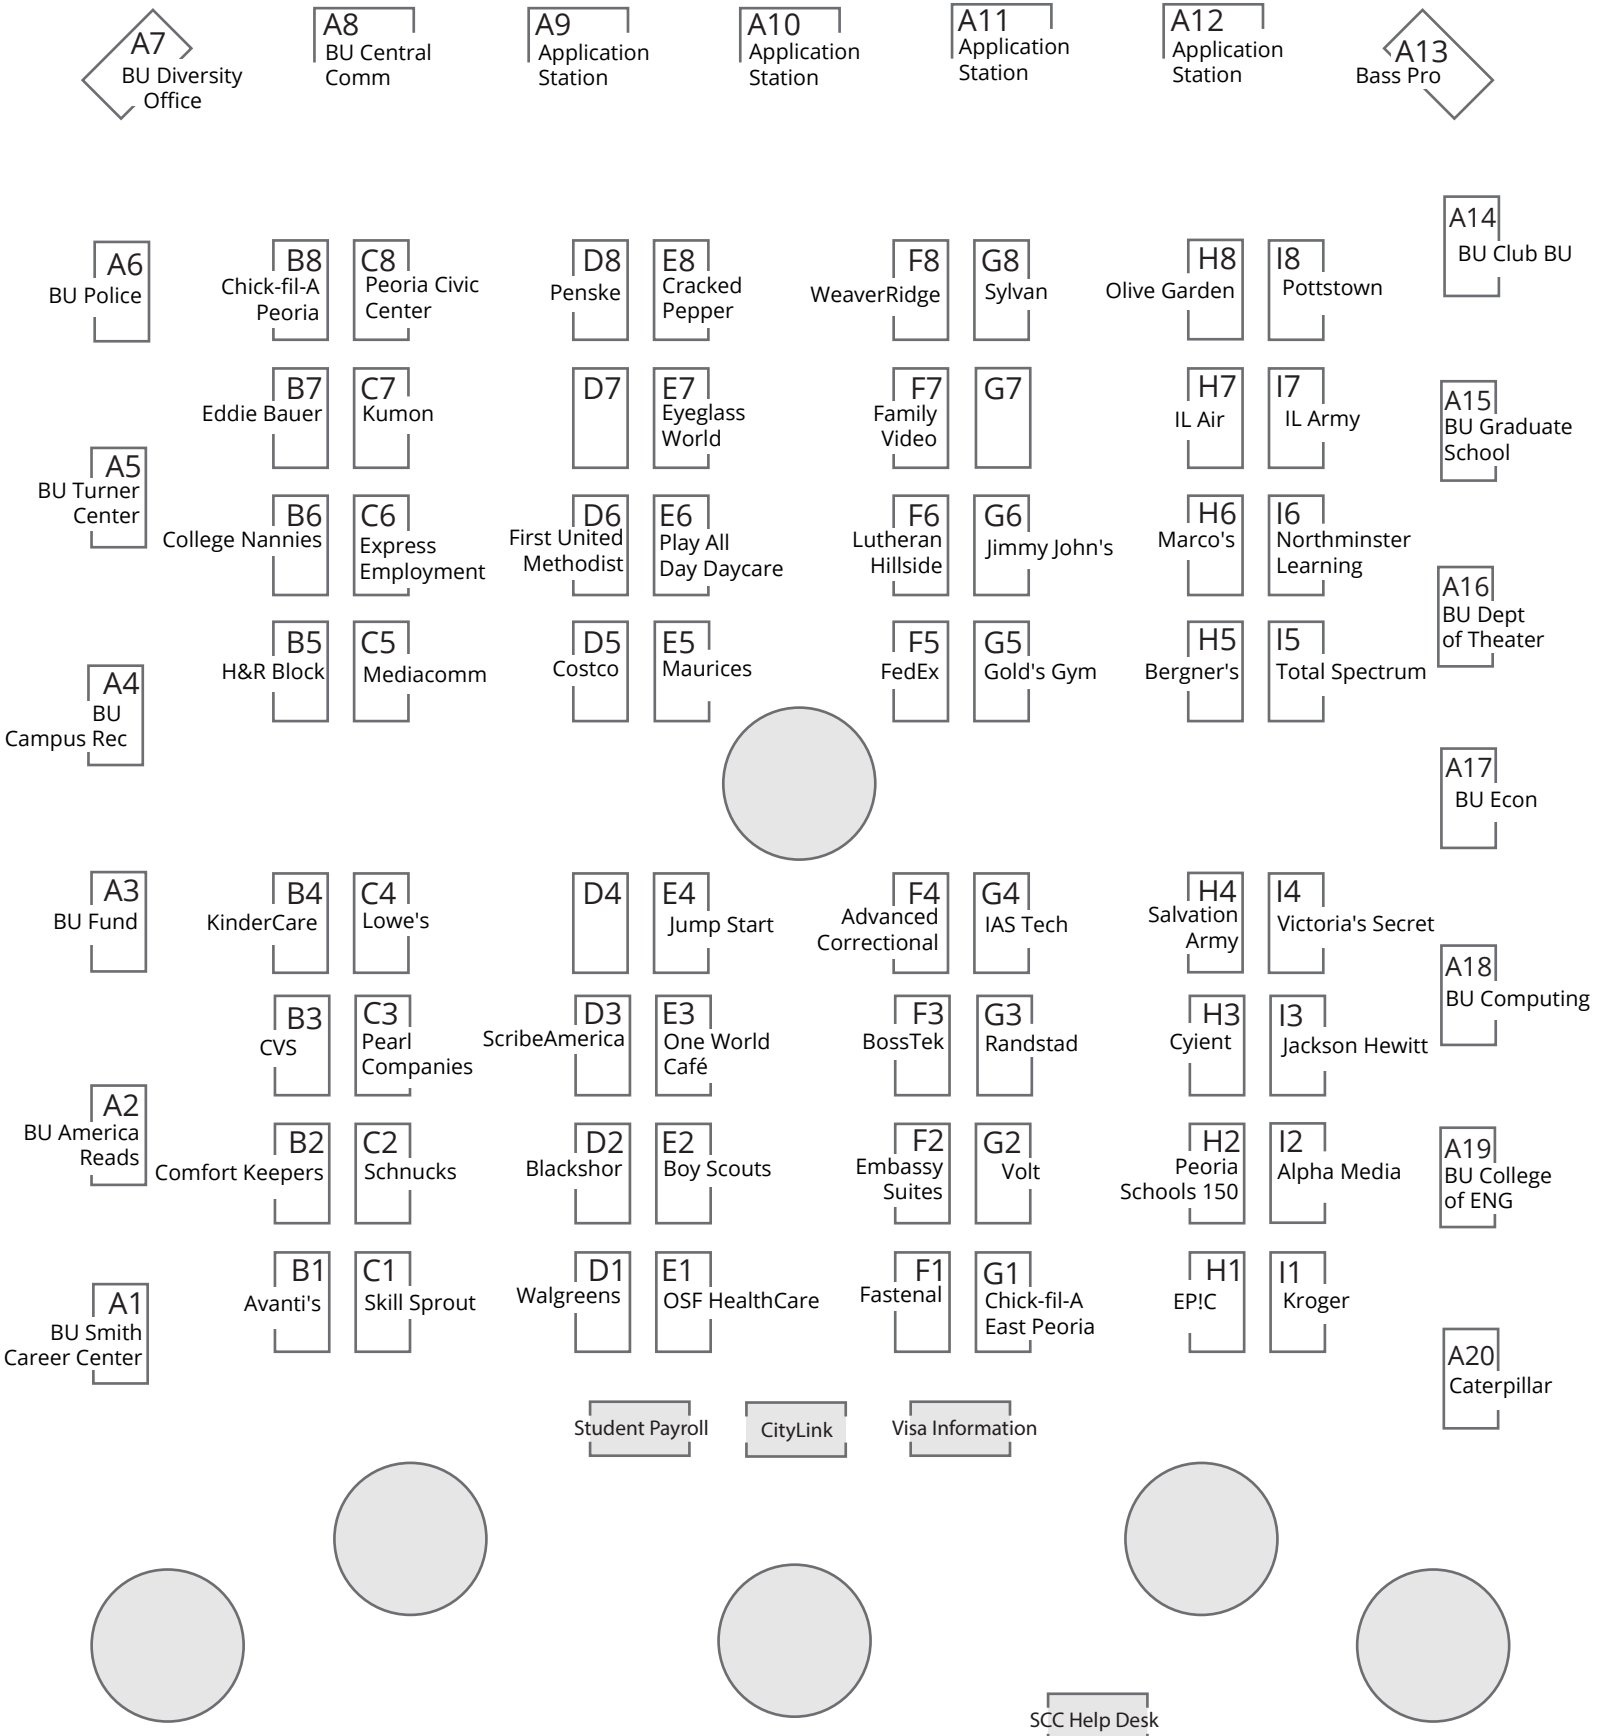 A7
BU Diversity
Office
A8
BU Central
Comm
A9
Application
Station
A10
Application
Station
A11
Application
Station
A12
Application
Station
A13
Bass Pro
A14
BU Club BU
A6
BU Police
B8
Chick-fil-A
Peoria
C8
Peoria Civic
Center
D8
Penske
E8
Cracked
Pepper
F8
WeaverRidge
G8
Sylvan
H8
Olive Garden
I8
Pottstown
B7
Eddie Bauer
C7
Kumon
D7
E7
Eyeglass
World
F7
Family
Video
G7
H7
IL Air
I7
IL Army
A15
BU Graduate
School
A5
BU Turner
Center
B6
College Nannies
C6
Express
Employment
D6
First United
Methodist
E6
Play All
Day Daycare
F6
Lutheran
Hillside
G6
Jimmy John's
H6
Marco's
I6
Northminster
Learning
A16
BU Dept
of Theater
A4
BU
Campus Rec
B5
H&R Block
C5
Mediacomm
D5
Costco
E5
Maurices
F5
FedEx
G5
Gold's Gym
H5
Bergner's
I5
Total Spectrum
A17
BU Econ
A3
BU Fund
B4
KinderCare
C4
Lowe's
D4
E4
Jump Start
F4
Advanced
Correctional
G4
IAS Tech
H4
Salvation
Army
I4
Victoria's Secret
A18
BU Computing
B3
CVS
C3
Pearl
Companies
D3
ScribeAmerica
E3
One World
Café
F3
BossTek
G3
Randstad
H3
Cyient
I3
Jackson Hewitt
A2
BU America
Reads
B2
Comfort Keepers
C2
Schnucks
D2
Blackshor
E2
Boy Scouts
F2
Embassy
Suites
G2
Volt
H2
Peoria
Schools 150
I2
Alpha Media
A19
BU College
of ENG
A1
BU Smith
Career Center
B1
Avanti's
C1
Skill Sprout
D1
Walgreens
E1
OSF HealthCare
F1
Fastenal
G1
Chick-fil-A
East Peoria
H1
EP!C
I1
Kroger
A20
Caterpillar
Student Payroll
CityLink
Visa Information
SCC Help Desk